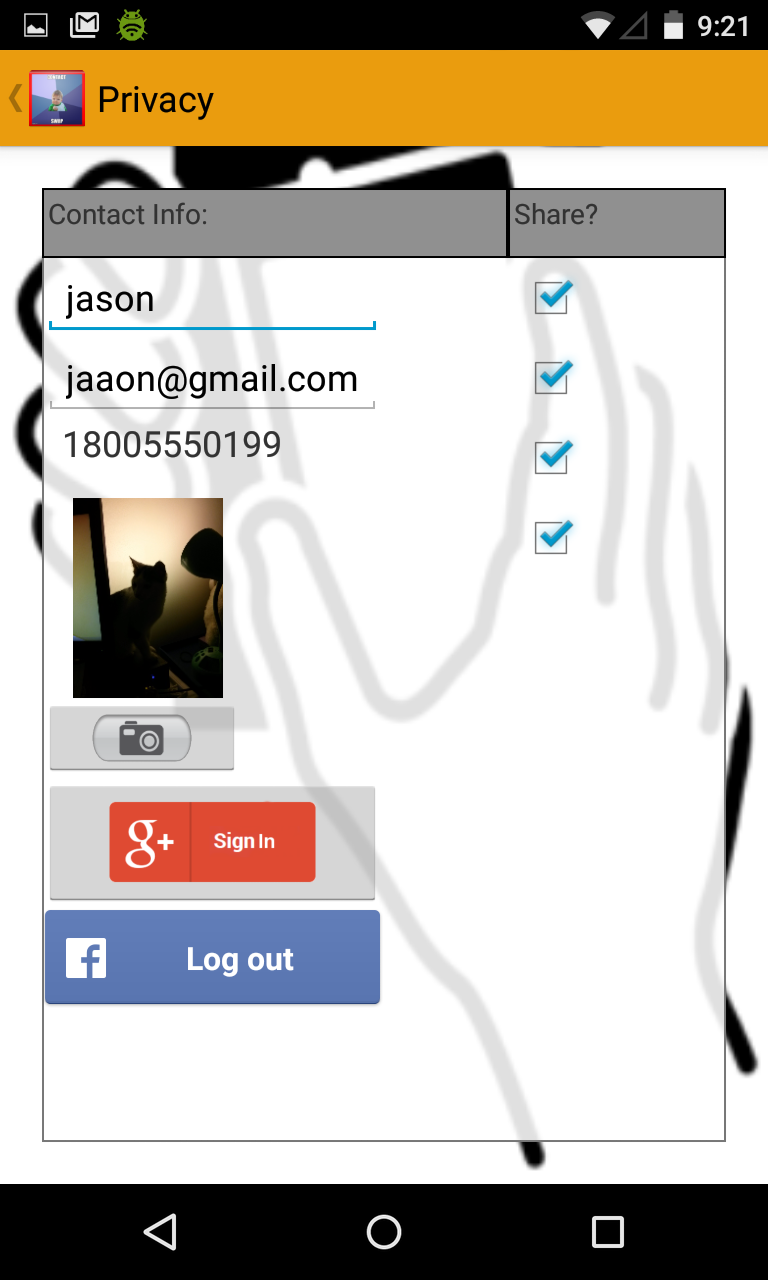 9:21
Privacy
Contact Info: Share?
jason
jaaon@gmail.com
18005550199
g+ Sign In
f Log out